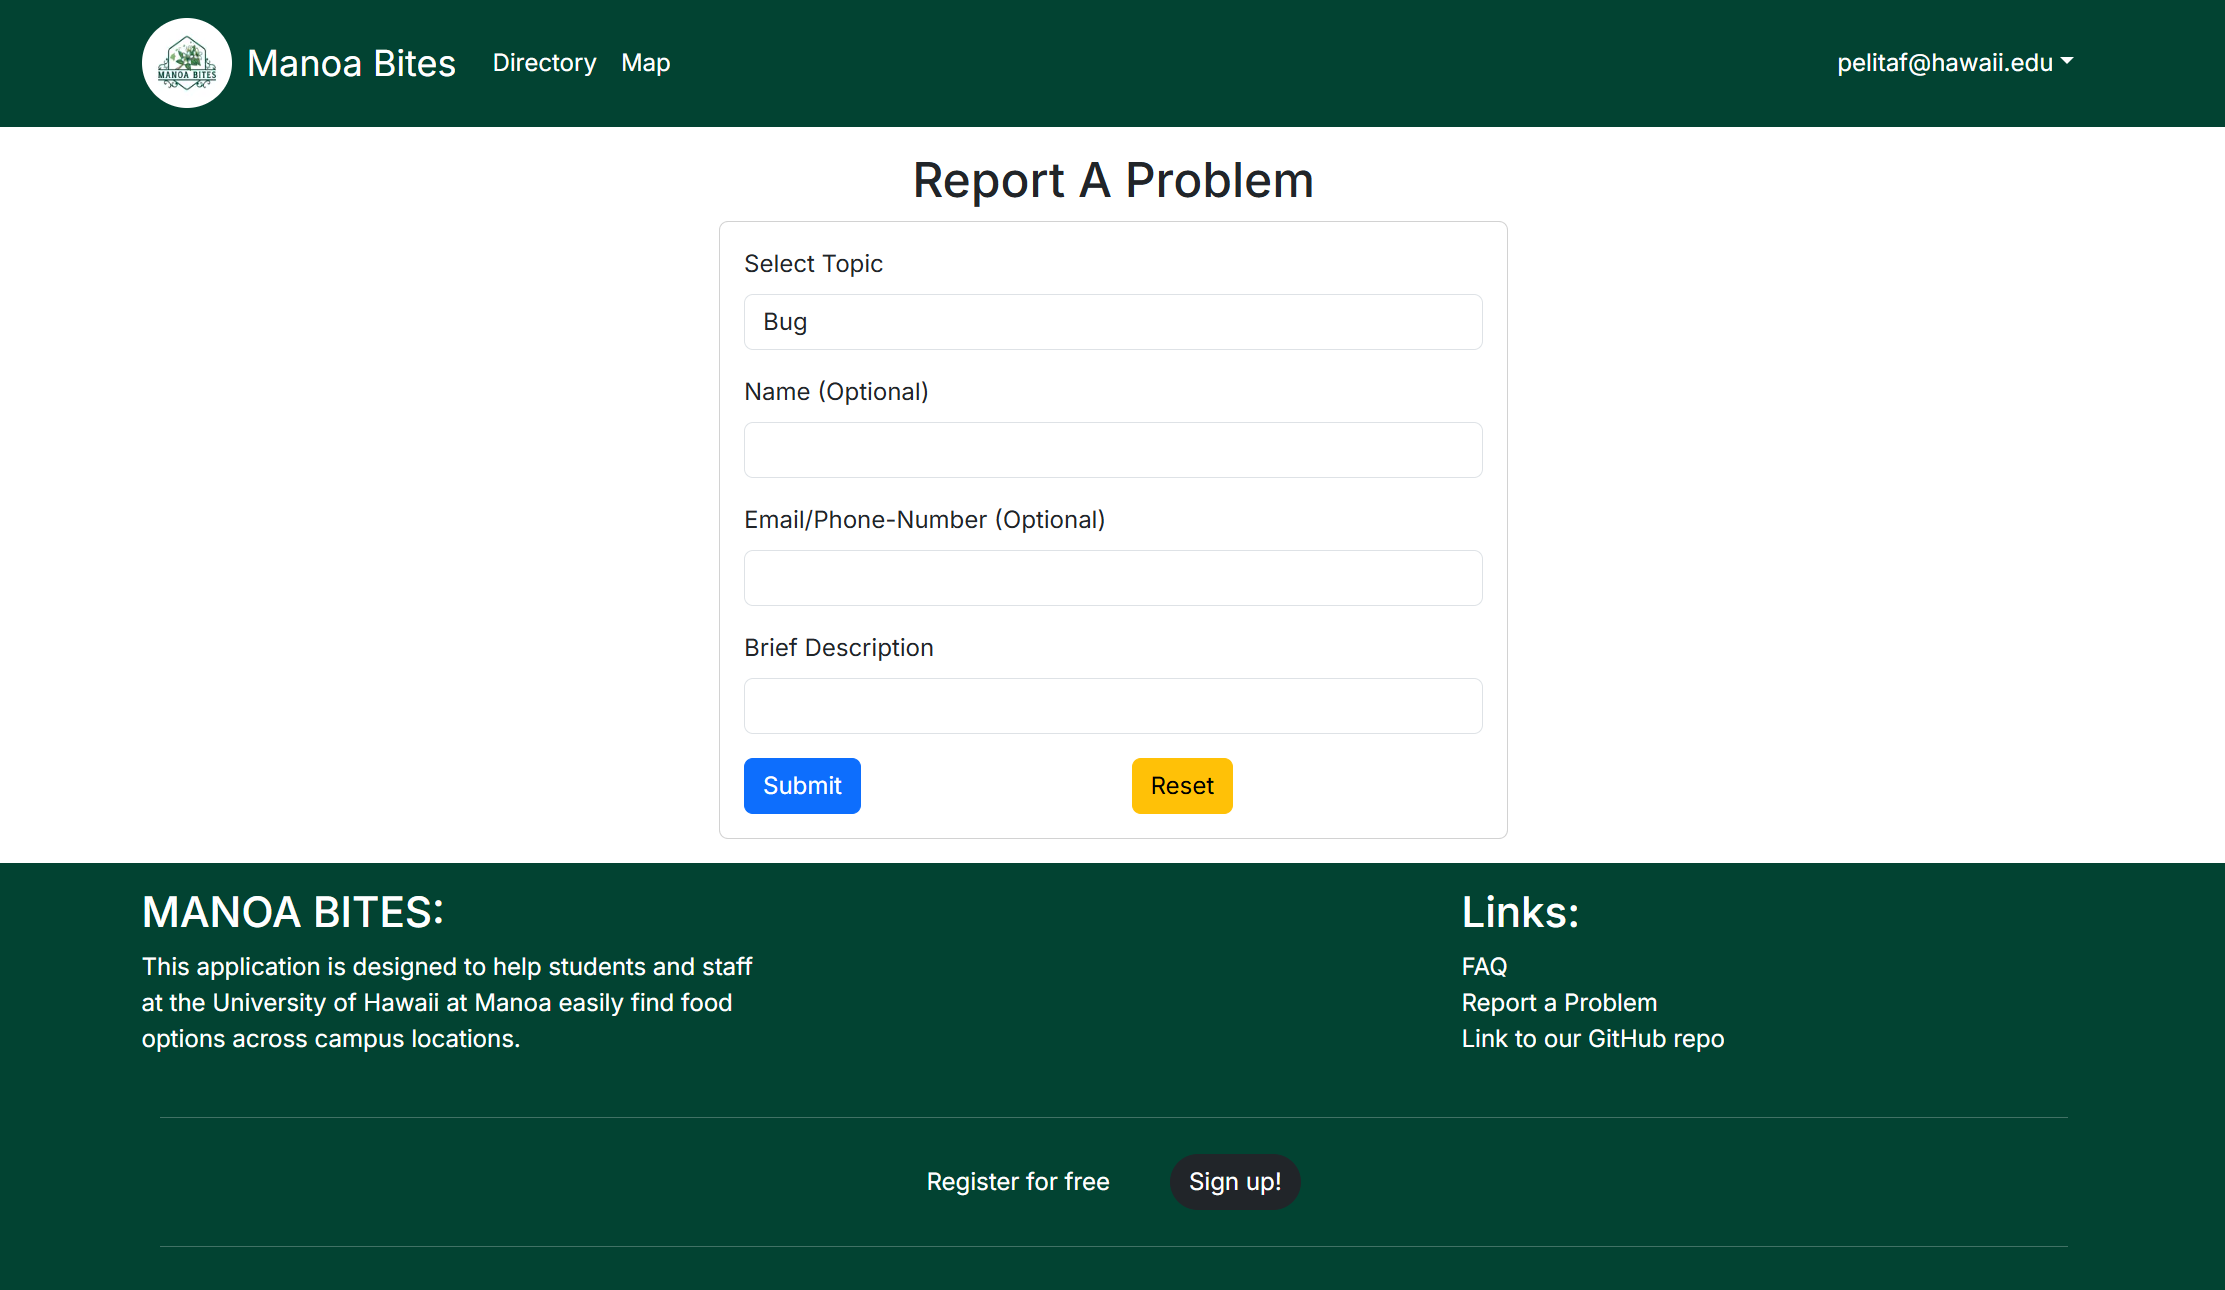 MANOA BITES
Manoa Bites
Directory
Map
pelitaf@hawaii.edu
Report A Problem
Select Topic
Bug
Name (Optional)
Email/Phone-Number (Optional)
Brief Description
Submit
Reset
MANOA BITES:
This application is designed to help students and staff
at the University of Hawaii at Manoa easily find food
options across campus locations.
Links:
FAQ
Report a Problem
Link to our GitHub repo
Register for free
Sign up!